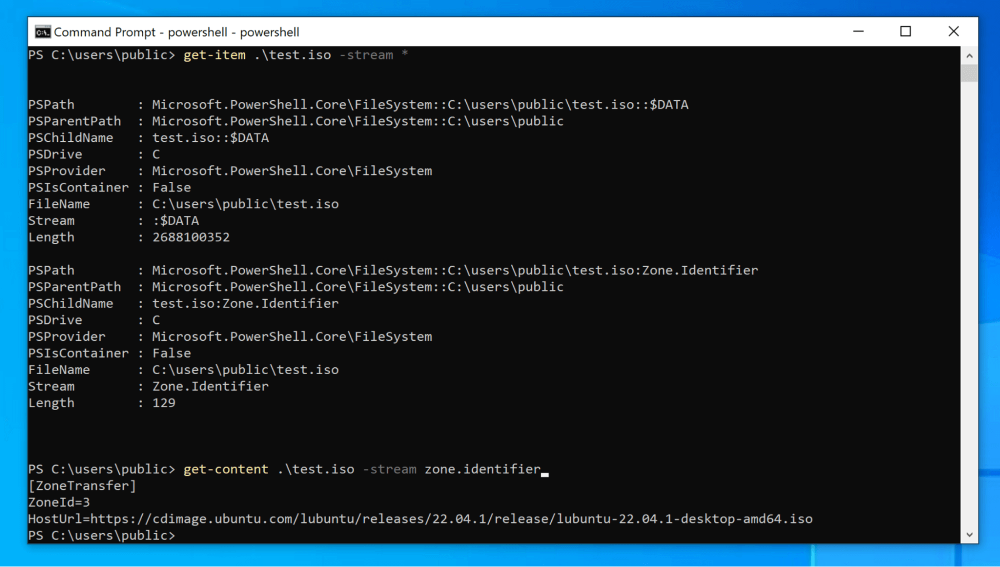 Command Prompt - powershell - powershell
PS C:\users\public> get-item .\test.iso -stream *
PSPath : Microsoft.PowerShell.Core\FileSystem::C:\users\public\test.iso::$DATA
PSParentPath : Microsoft.PowerShell.Core\FileSystem::C:\users\public
PSChildName : test.iso::$DATA
PSDrive : C
PSProvider : Microsoft.PowerShell.Core\FileSystem
PSIsContainer : False
FileName : C:\users\public\test.iso
Stream : :$DATA
Length : 2688100352
PSPath : Microsoft.PowerShell.Core\FileSystem::C:\users\public\test.iso:Zone.Identifier
PSParentPath : Microsoft.PowerShell.Core\FileSystem::C:\users\public
PSChildName : test.iso:Zone.Identifier
PSDrive : C
PSProvider : Microsoft.PowerShell.Core\FileSystem
PSIsContainer : False
FileName : C:\users\public\test.iso
Stream : Zone.Identifier
Length : 129
PS C:\users\public> get-content .\test.iso -stream zone.identifier
[ZoneTransfer]
ZoneId=3
HostUrl=https://cdimage.ubuntu.com/lubuntu/releases/22.04.1/release/lubuntu-22.04.1-desktop-amd64.iso
PS C:\users\public>